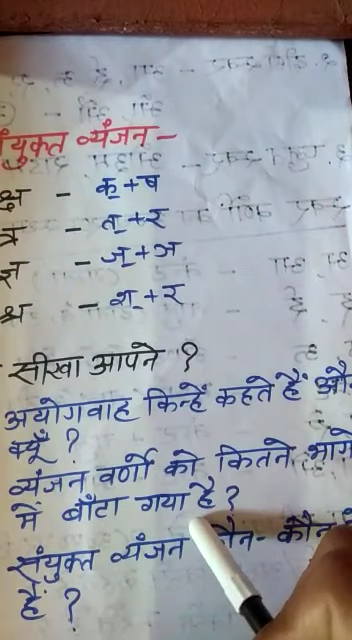 संयुक्त व्यंजन -
क्ष - क्+ष
त्र - त्+र
ज्ञ - ज्+ञ
श्र - श्+र
सीखा आपने ?
अयोगवाह किन्हें कहते हैं और
क्यूँ ?
व्यंजन वर्णो को कितने भागो
में बाँटा गया है ?
संयुक्त व्यंजन कौन-कौन
हैं ?